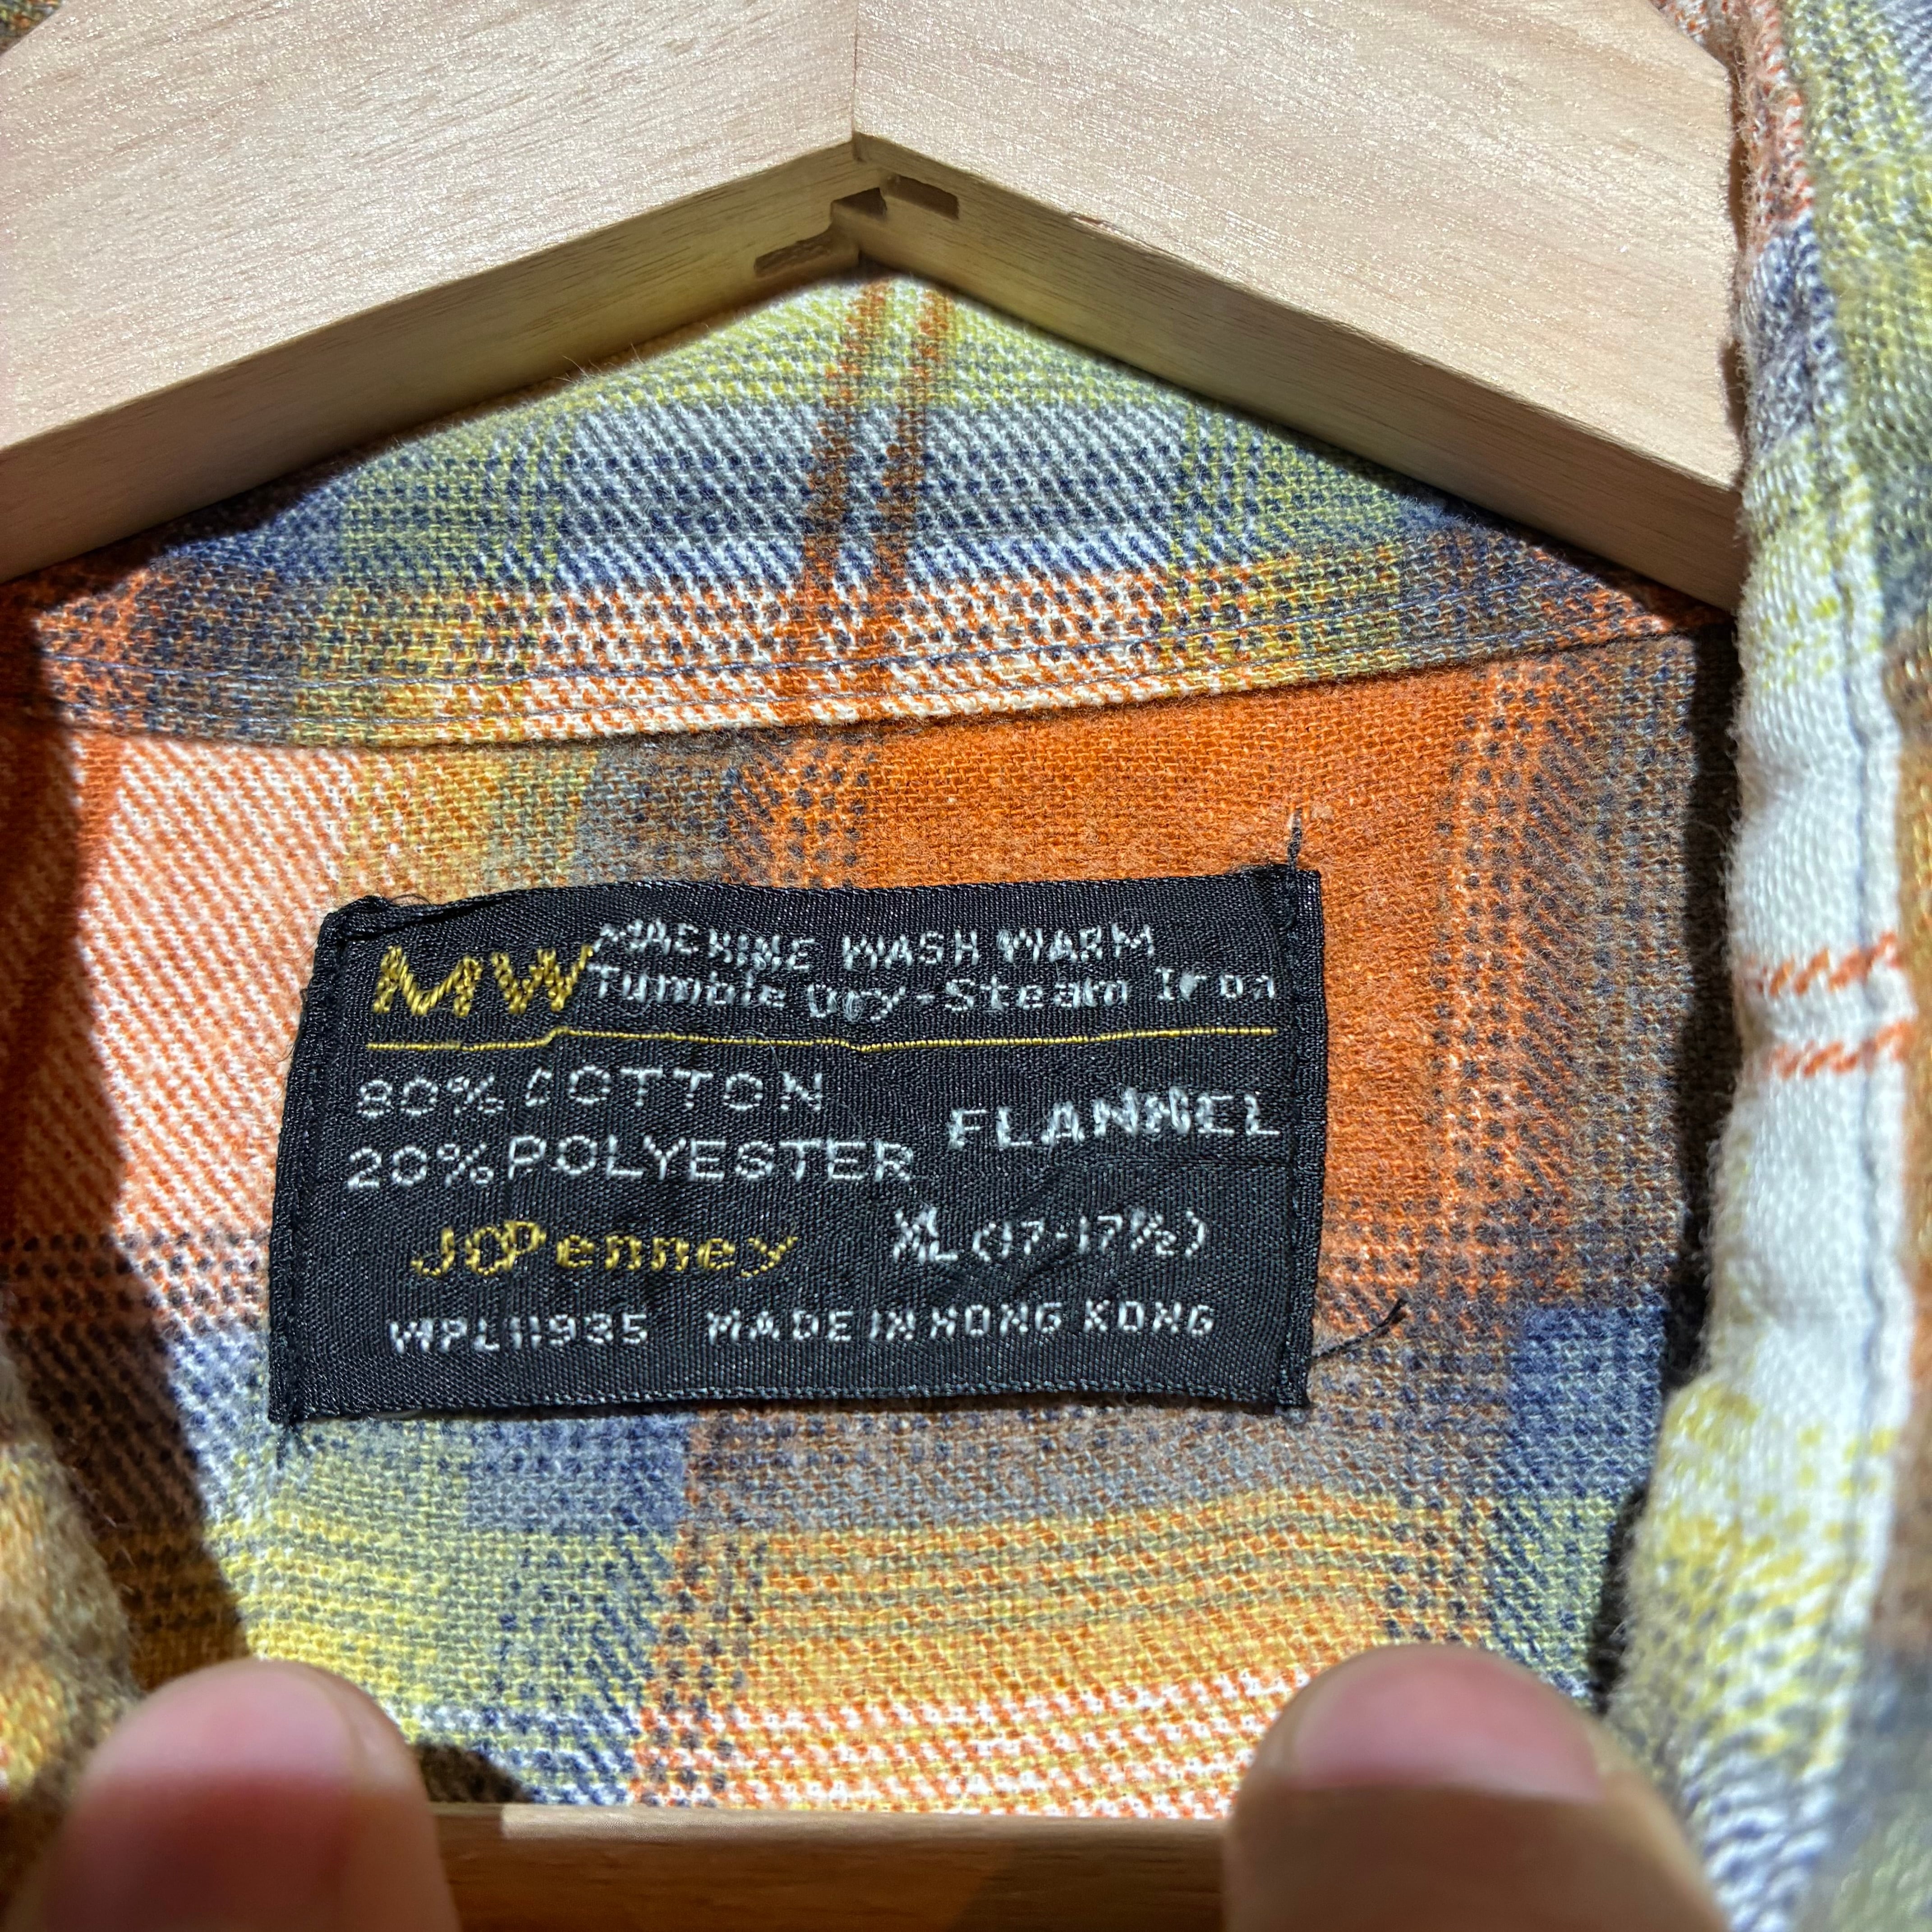 MW MACHINE WASH WARM
Tumble Dry-Steam Iron
80% COTTON
20% POLYESTER
FLANNEL
JCPenney XL (17-17½)
WPL11935 MADE IN HONG KONG